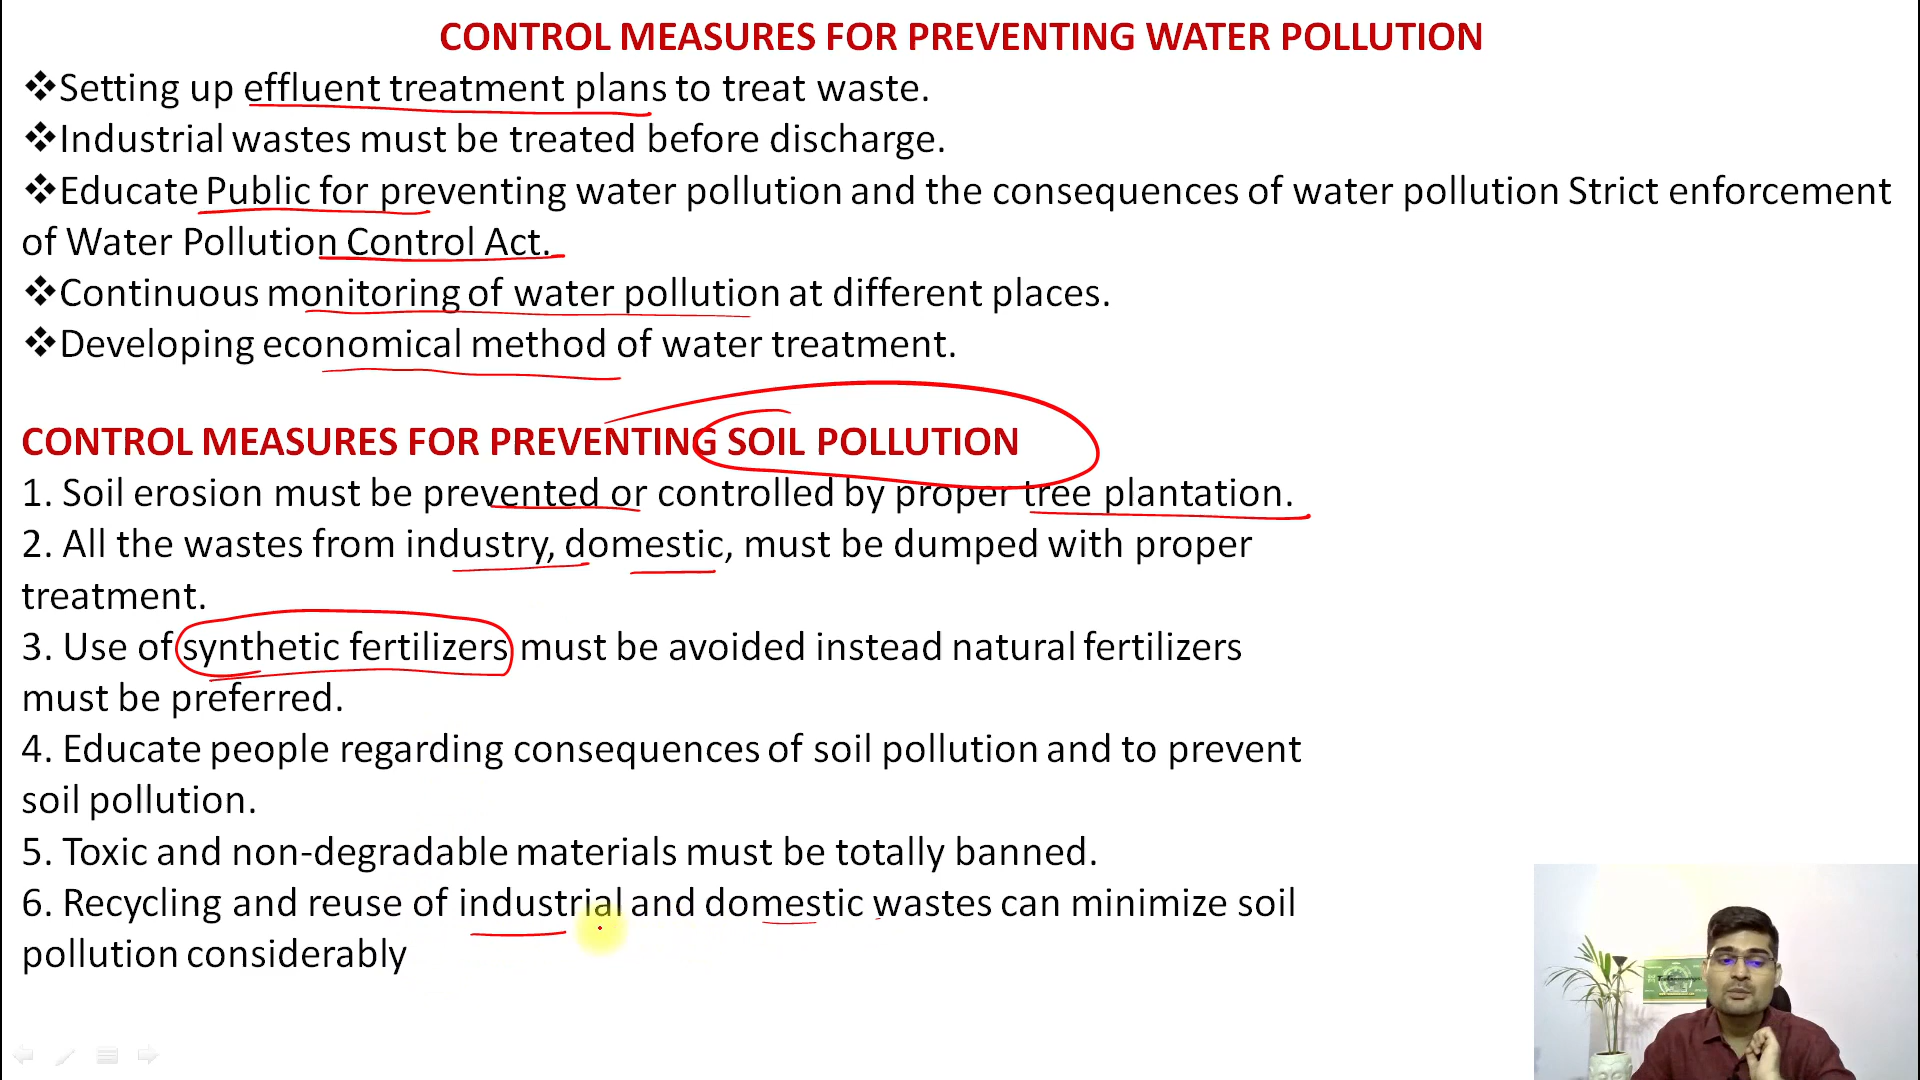 CONTROL MEASURES FOR PREVENTING WATER POLLUTION
❖Setting up effluent treatment plans to treat waste.
❖Industrial wastes must be treated before discharge.
❖Educate Public for preventing water pollution and the consequences of water pollution Strict enforcement
of Water Pollution Control Act.
❖Continuous monitoring of water pollution at different places.
❖Developing economical method of water treatment.
CONTROL MEASURES FOR PREVENTING SOIL POLLUTION
1. Soil erosion must be prevented or controlled by proper tree plantation.
2. All the wastes from industry, domestic, must be dumped with proper
treatment.
3. Use of synthetic fertilizers must be avoided instead natural fertilizers
must be preferred.
4. Educate people regarding consequences of soil pollution and to prevent
soil pollution.
5. Toxic and non-degradable materials must be totally banned.
6. Recycling and reuse of industrial and domestic wastes can minimize soil
pollution considerably